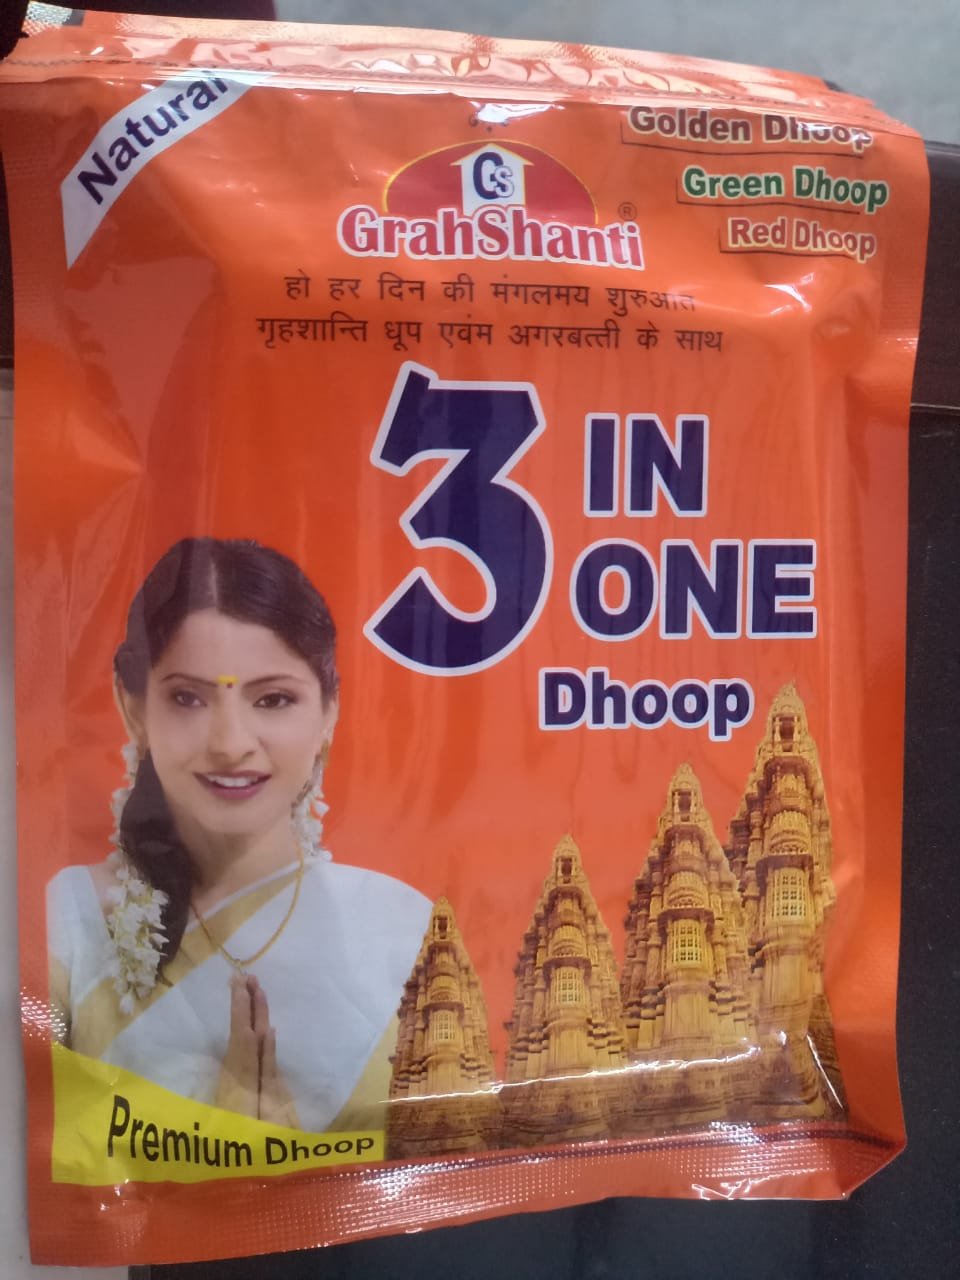 Natural
Golden Dhoop
Green Dhoop
Red Dhoop
GS
GrahShanti®
हो हर दिन की मंगलमय शुरुआत
गृहशान्ति धूप एवंम अगरबत्ती के साथ
3 IN
ONE
Dhoop
Premium Dhoop